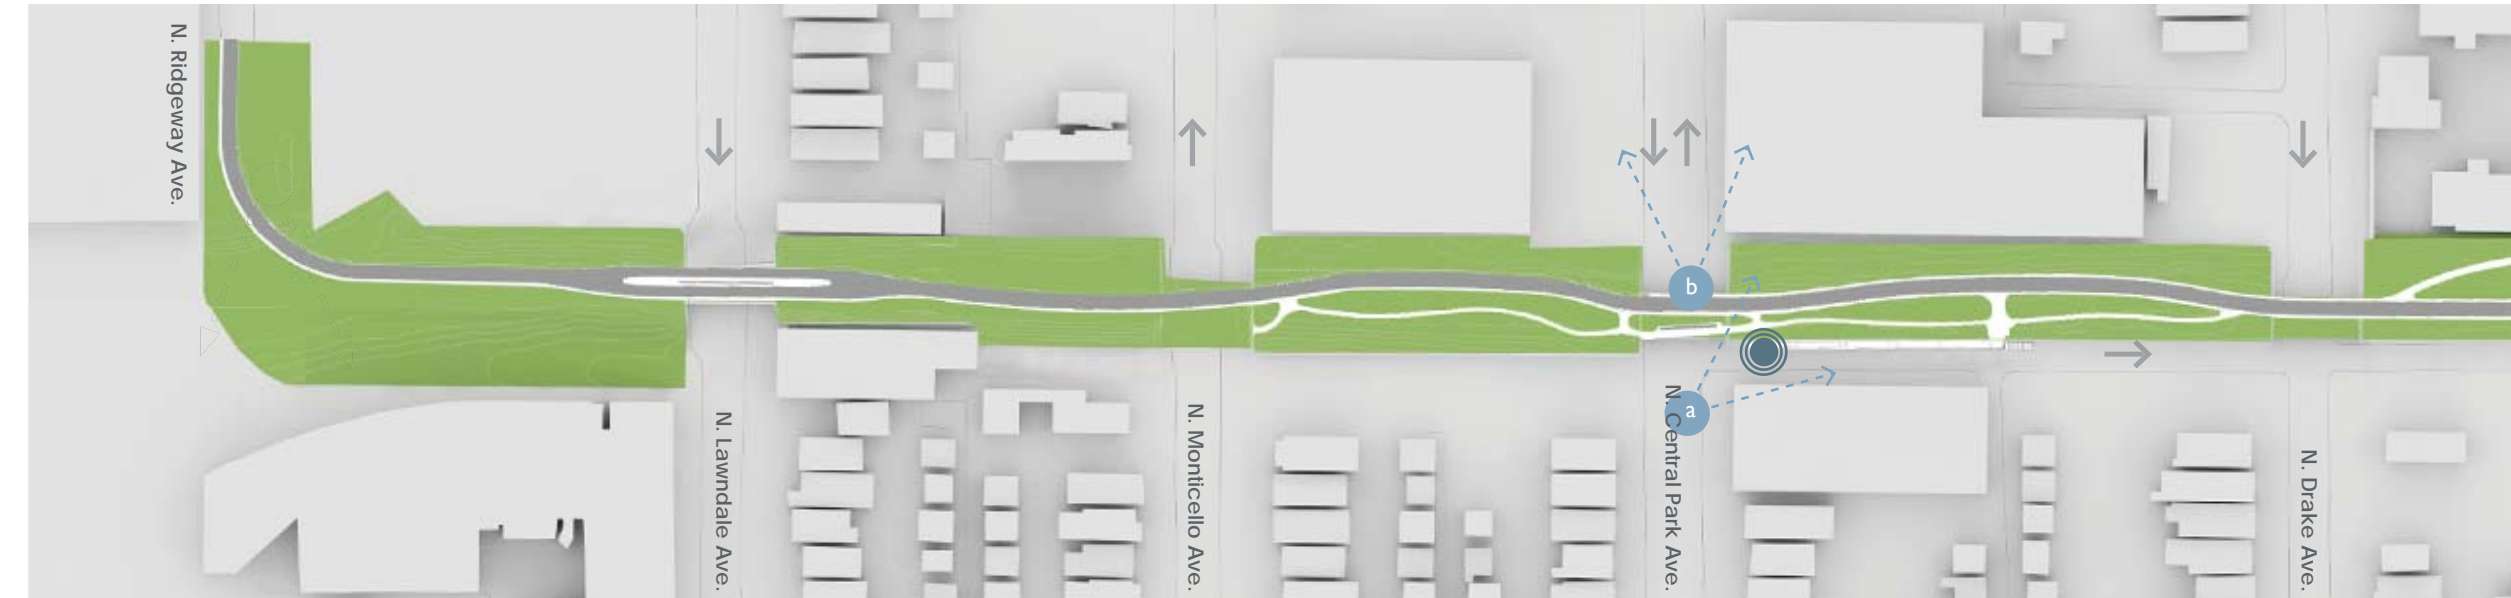 N. Ridgeway Ave.
N. Lawndale Ave.
N. Monticello Ave.
b
a
N. Central Park Ave.
N. Drake Ave.